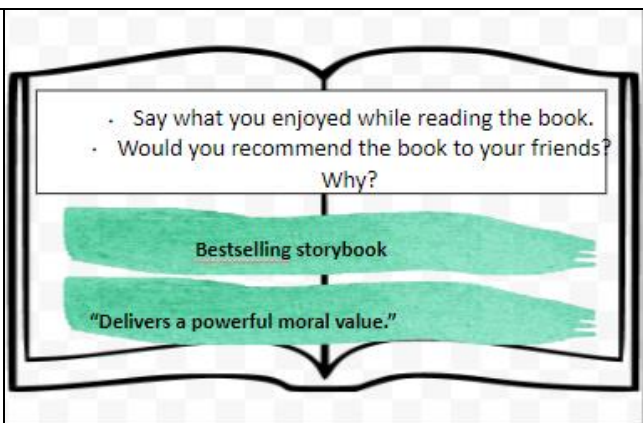 · Say what you enjoyed while reading the book.
· Would you recommend the book to your friends?
Why?
Bestselling storybook
“Delivers a powerful moral value.”